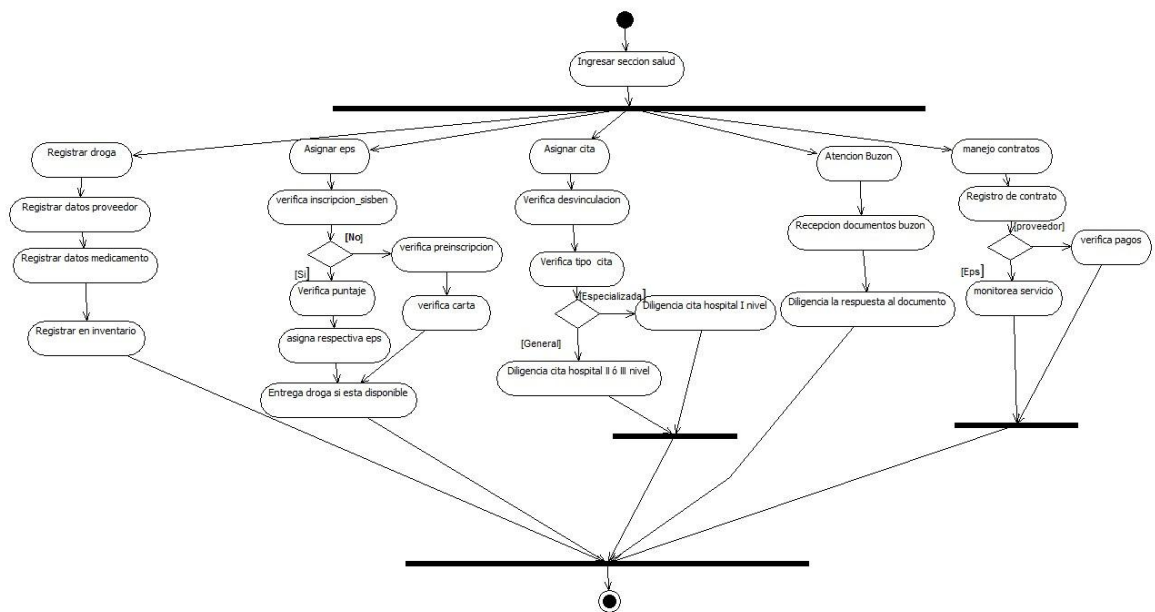 Ingresar seccion salud
Registrar droga
Registrar datos proveedor
Registrar datos medicamento
Registrar en inventario
Asignar eps
verifica inscripcion_sisben
[No]
verifica preinscripcion
[Si]
Verifica puntaje
verifica carta
asigna respectiva eps
Entrega droga si esta disponible
Asignar cita
Verifica desvinculacion
Verifica tipo cita
[Especializada]
Diligencia cita hospital I nivel
[General]
Diligencia cita hospital II ó III nivel
Atencion Buzon
Recepcion documentos buzon
Diligencia la respuesta al documento
manejo contratos
Registro de contrato
[proveedor]
verifica pagos
[Eps]
monitorea servicio